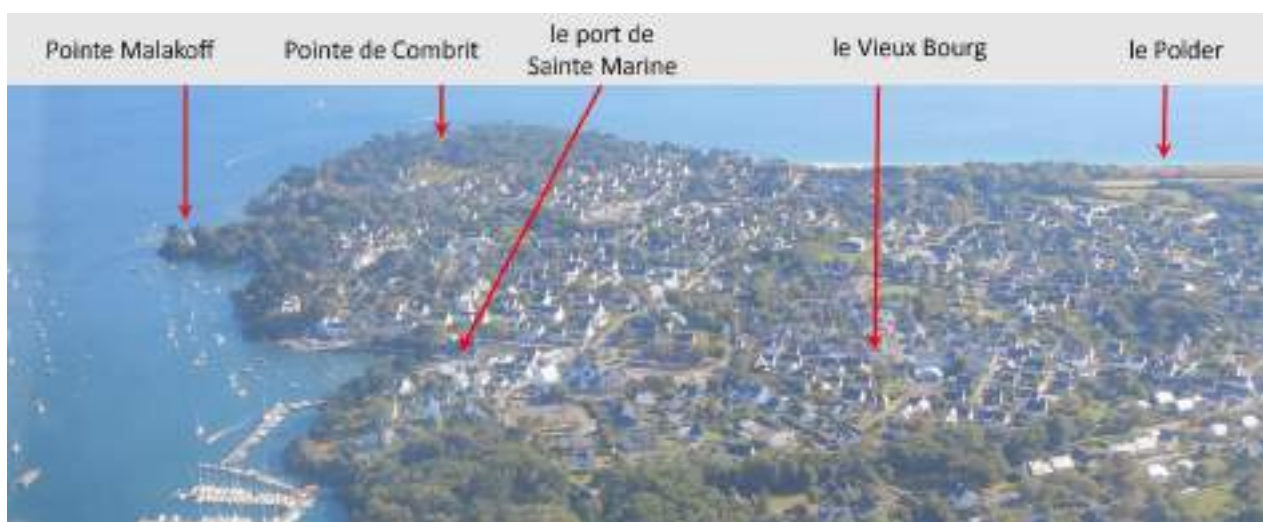 Pointe Malakoff
Pointe de Combrit
le port de
Sainte Marine
le Vieux Bourg
le Polder